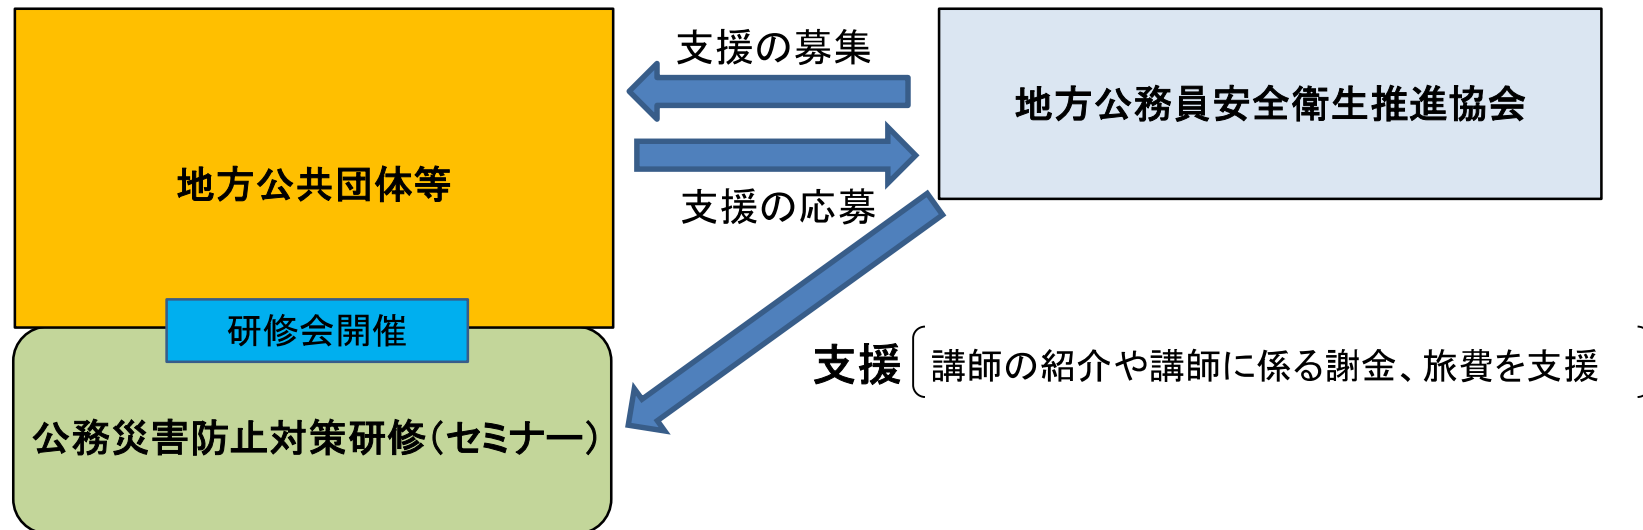 支援の募集
地方公務員安全衛生推進協会
地方公共団体等
支援の応募
研修会開催
支援
講師の紹介や講師に係る謝金、旅費を支援
公務災害防止対策研修(セミナー)